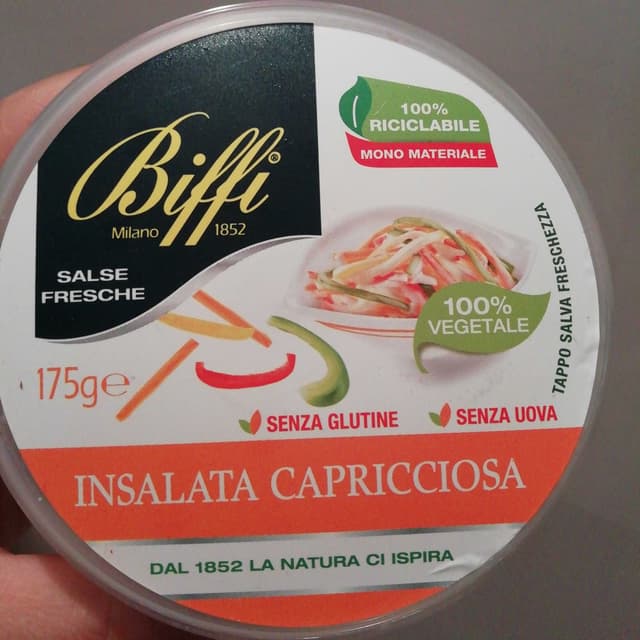 Biffi®
Milano 1852
SALSE
FRESCHE
100%
RICICLABILE
MONO MATERIALE
100%
VEGETALE
TAPPO SALVA FRESCHEZZA
175g℮
SENZA GLUTINE
SENZA UOVA
INSALATA CAPRICCIOSA
DAL 1852 LA NATURA CI ISPIRA